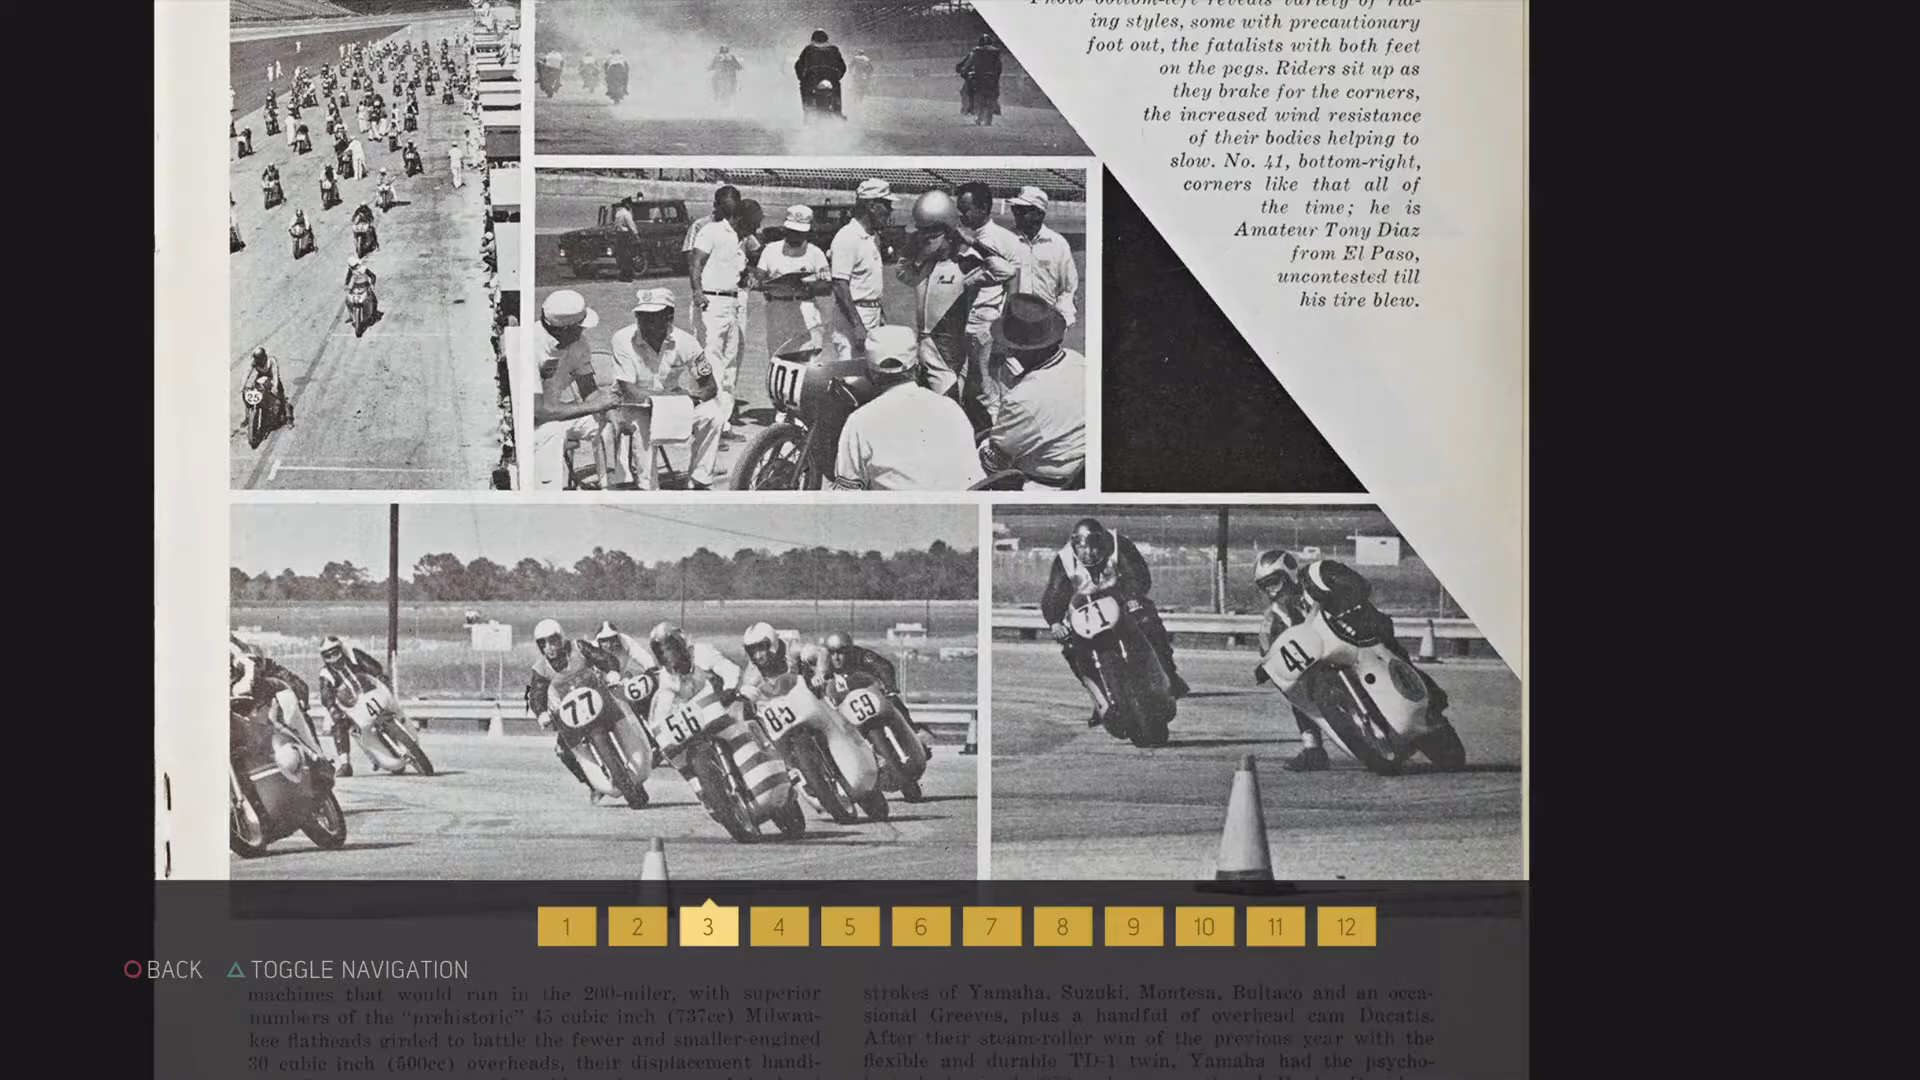 Photo bottom-left reveals variety of rid-
ing styles, some with precautionary
foot out, the fatalists with both feet
on the pegs. Riders sit up as
they brake for the corners,
the increased wind resistance
of their bodies helping to
slow. No. 41, bottom-right,
corners like that all of
the time; he is
Amateur Tony Diaz
from El Paso,
uncontested till
his tire blew.
101
25
71
41
41
77
67
56
85
59
1 2 3 4 5 6 7 8 9 10 11 12
BACK TOGGLE NAVIGATION
machines that would run in the 200-miler, with superior
numbers of the "prehistoric" 45 cubic inch (737cc) Milwau-
kee flatheads girded to battle the fewer and smaller-engined
30 cubic inch (500cc) overheads, their displacement handi-
strokes of Yamaha, Suzuki, Montesa, Bultaco and an occa-
sional Greeves, plus a handful of overhead cam Ducatis.
After their steam-roller win of the previous year with the
flexible and durable TD-1 twin, Yamaha had the psycho-